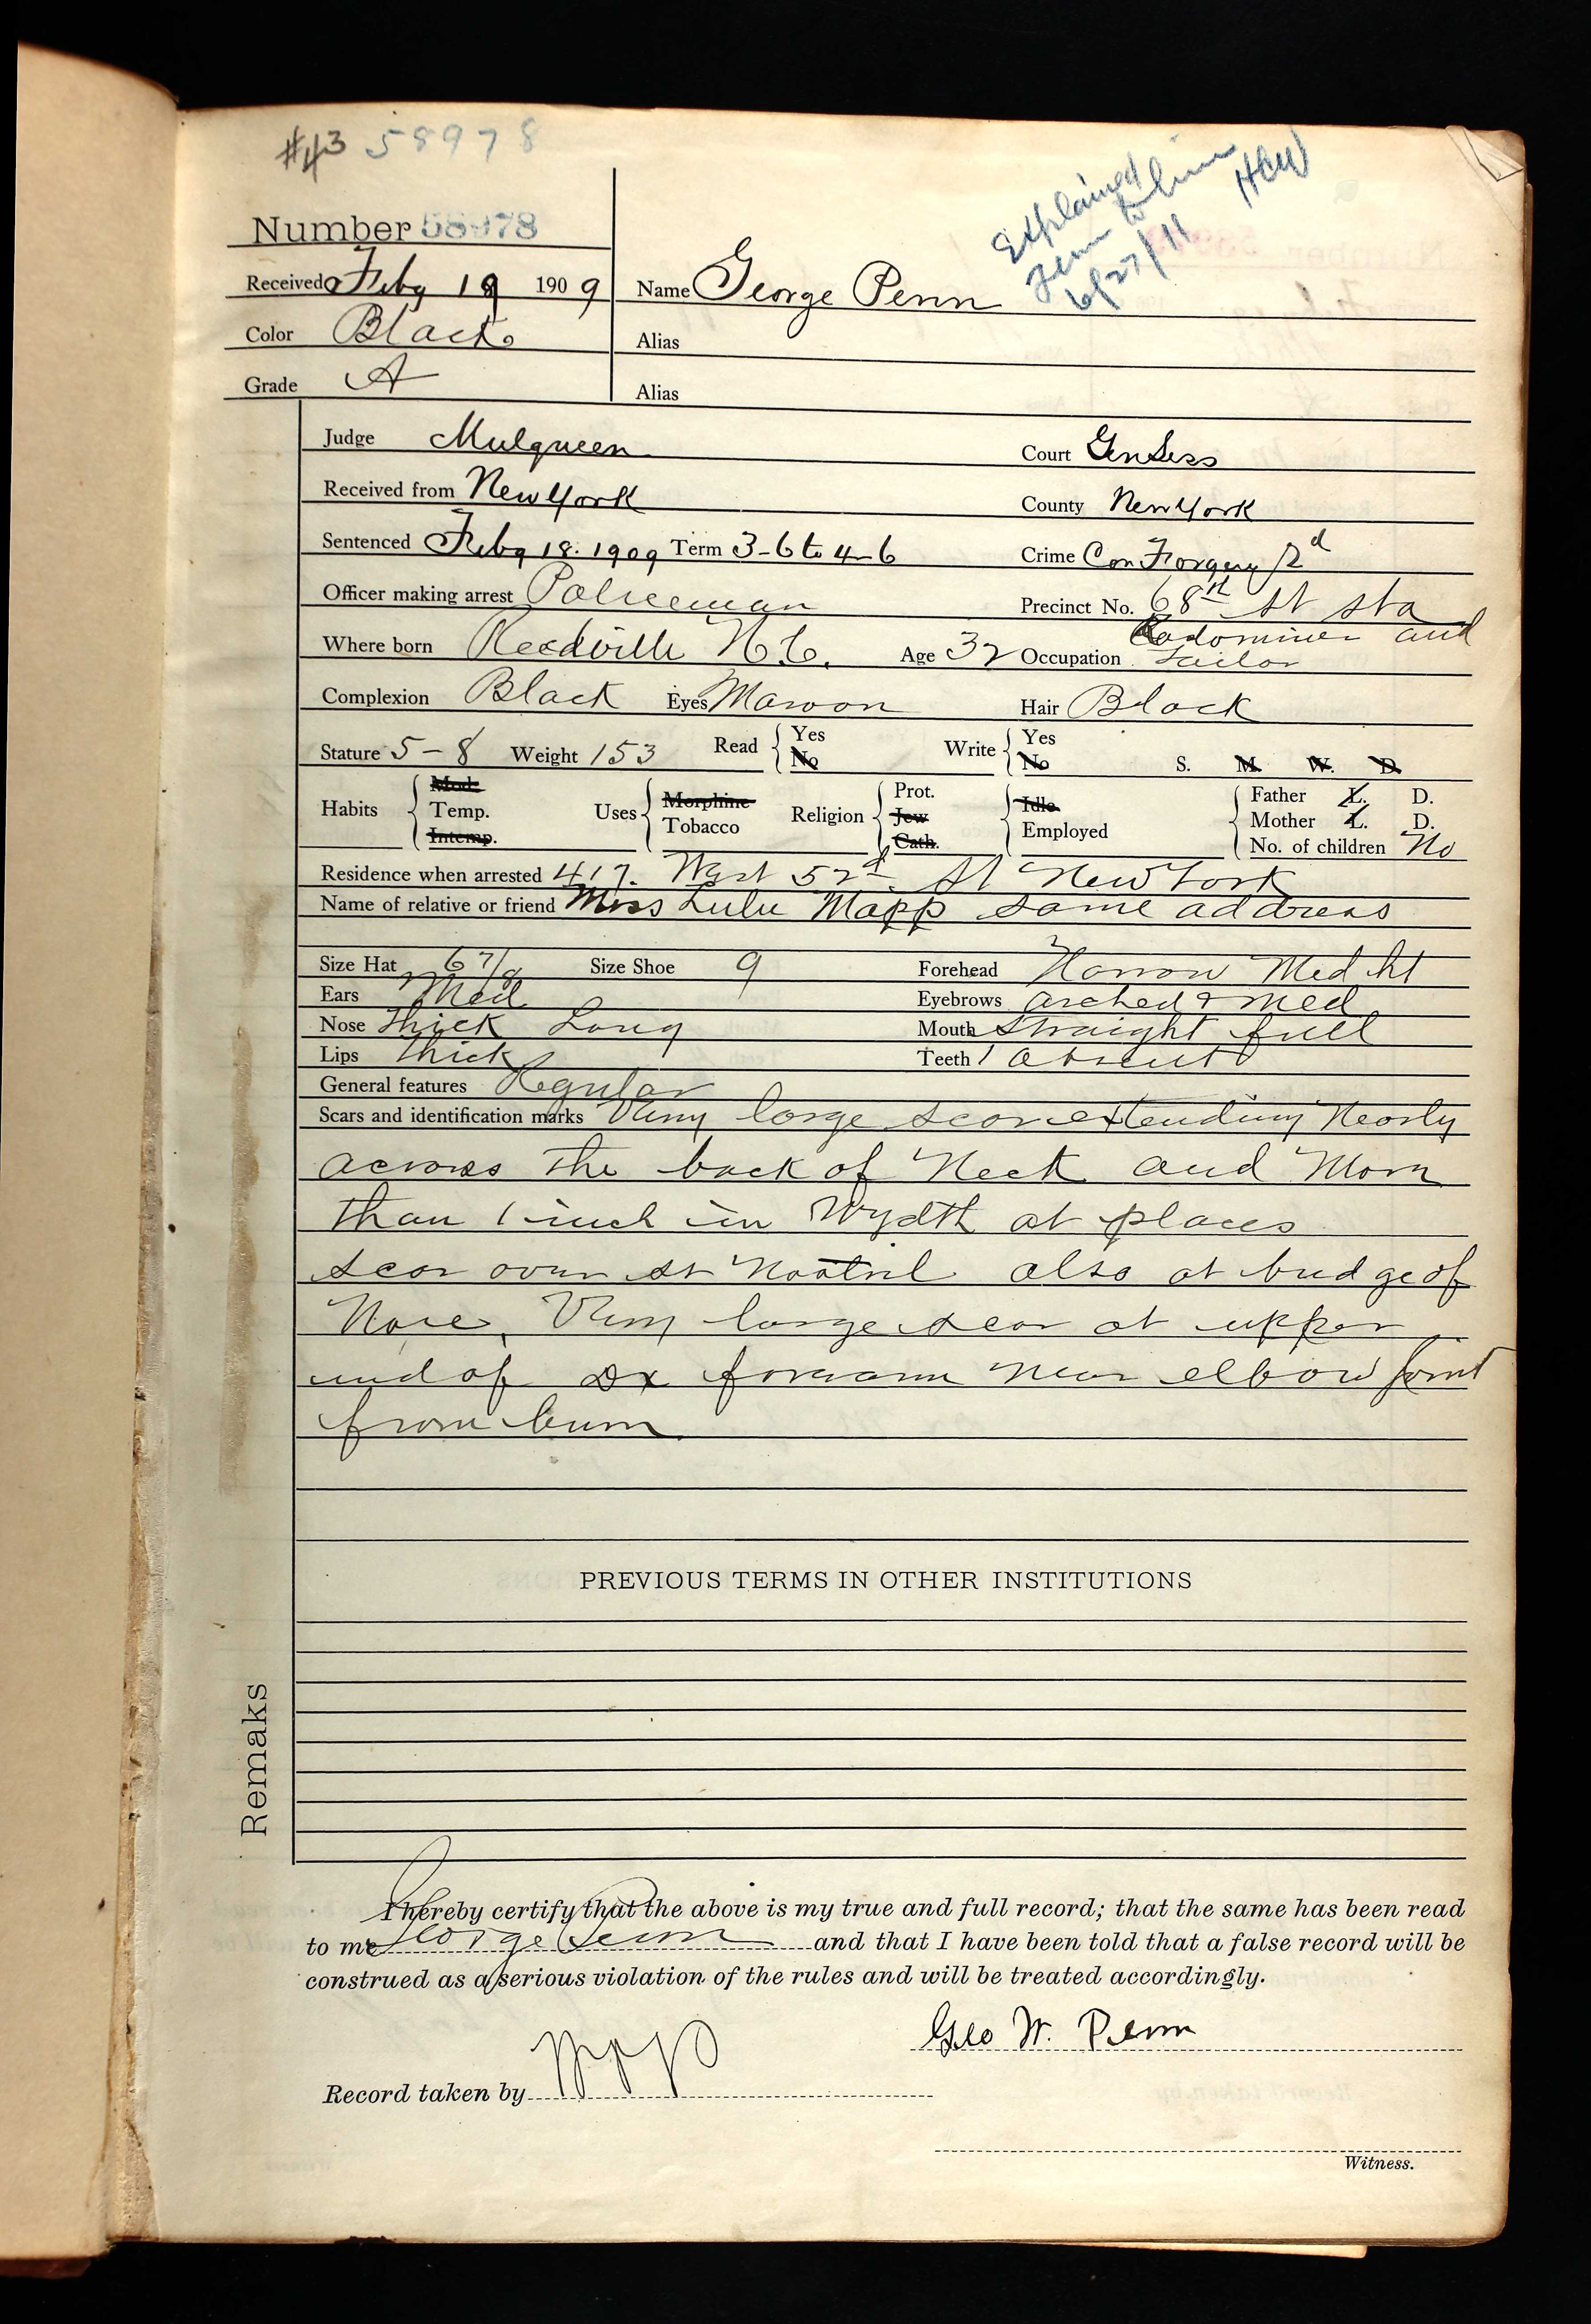 #43 58978
Explained
Term to him
6/27/11
HCW
Number 58978
Received Feby 18 1909 Name George Penn
Color Black Alias
Grade A Alias
Judge Mulqueen Court Gen Sess
Received from New York County New York
Sentenced Feby 18. 1909 Term 3-6 to 4-6 Crime Con Forgery 2d
Officer making arrest Policeman Precinct No. 68th St Sta
Where born Reedville N.C. Age 32 Occupation and Tailor
Complexion Black Eyes Maroon Hair Black
Stature 5-8 Weight 153 Read { Yes No Write { Yes No S. M. W. D.
Habits { Mod. Temp. Intemp. Uses { Morphine Tobacco Religion { Prot. Jew Cath. { Idle Employed { Father L. D.
Mother L. D.
No. of children No
Residence when arrested 417. West 52d St New York
Name of relative or friend Miss Lulu Mapp same address
Size Hat 6 7/8 Size Shoe 9 Forehead Narrow Med ht
Ears Med Eyebrows arched & med
Nose Thick Long Mouth straight full
Lips thick Teeth 1 absent
General features Regular
Scars and identification marks Very large scar extending Nearly
across the back of Neck and More
than 1 inch in Wydth at places
scar over Nostril also at bridge of
Nose, Very large scar at upper
end of Dx forearm near elbow joint
from burn
PREVIOUS TERMS IN OTHER INSTITUTIONS
Remaks
I hereby certify that the above is my true and full record; that the same has been read
to me George Penn and that I have been told that a false record will be
construed as a serious violation of the rules and will be treated accordingly.
Geo W. Penn
Record taken by
Witness.